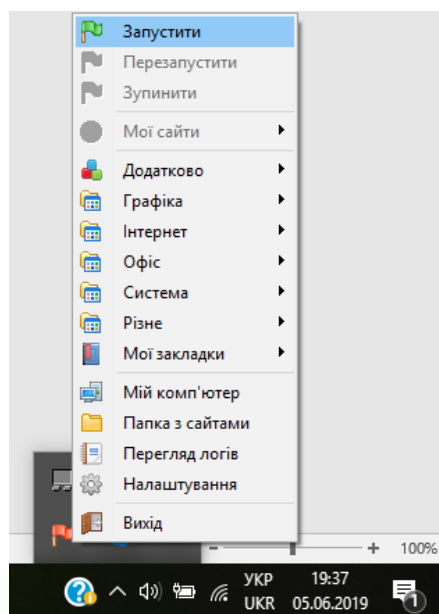 Запустити
Перезапустити
Зупинити
Мої сайти
Додатково
Графіка
Інтернет
Офіс
Система
Різне
Мої закладки
Мій комп'ютер
Папка з сайтами
Перегляд логів
Налаштування
Вихід
100%
УКР 19:37
UKR 05.06.2019
1